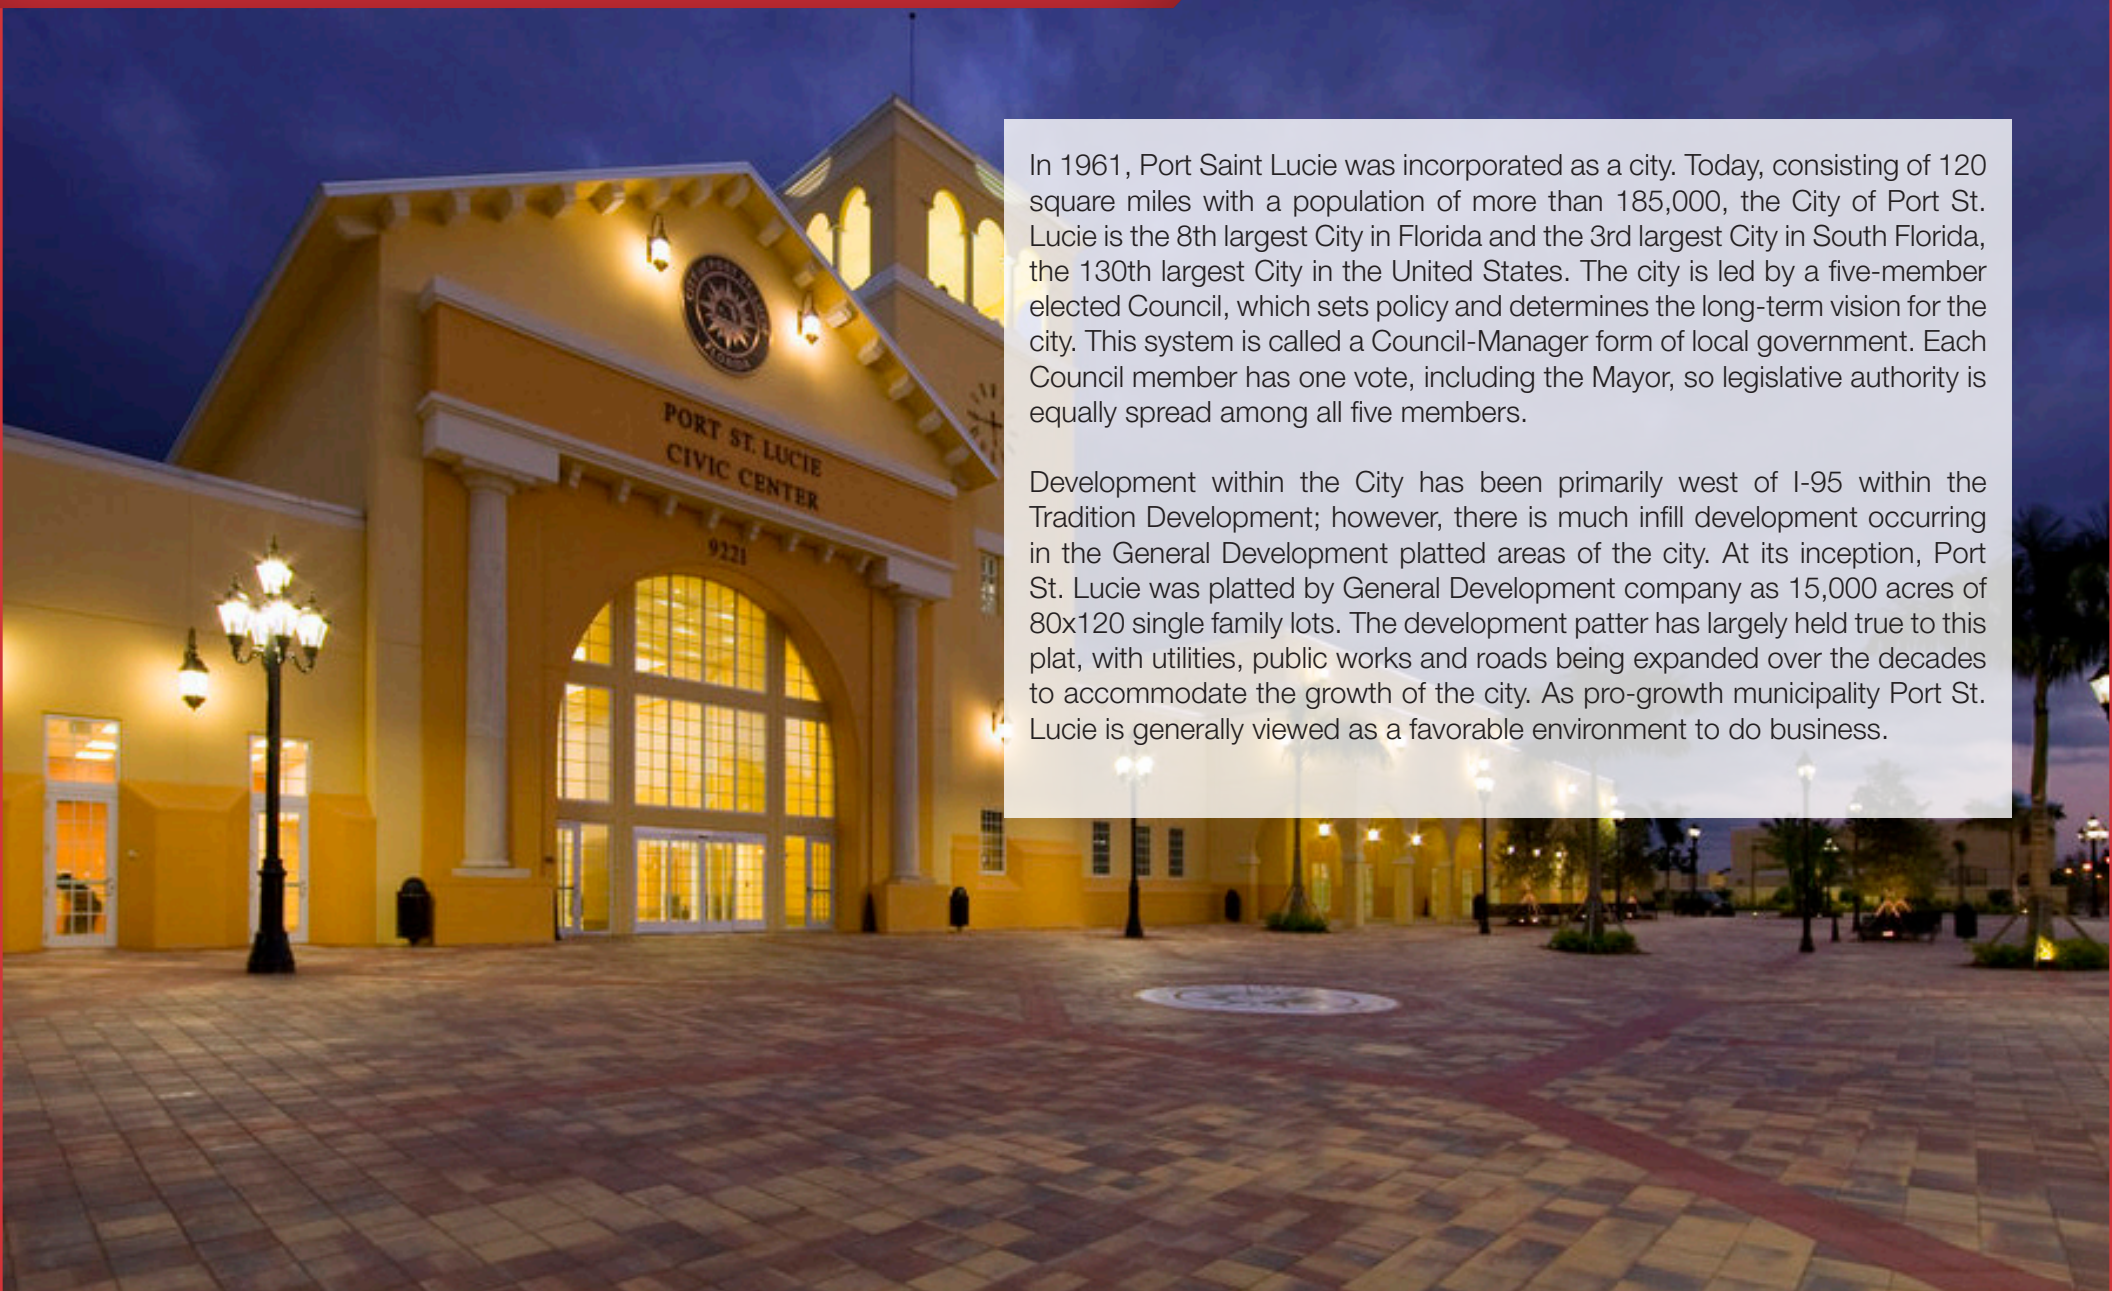 In 1961, Port Saint Lucie was incorporated as a city. Today, consisting of 120
square miles with a population of more than 185,000, the City of Port St.
Lucie is the 8th largest City in Florida and the 3rd largest City in South Florida,
the 130th largest City in the United States. The city is led by a five-member
elected Council, which sets policy and determines the long-term vision for the
city. This system is called a Council-Manager form of local government. Each
Council member has one vote, including the Mayor, so legislative authority is
equally spread among all five members.
Development within the City has been primarily west of I-95 within the
Tradition Development; however, there is much infill development occurring
in the General Development platted areas of the city. At its inception, Port
St. Lucie was platted by General Development company as 15,000 acres of
80x120 single family lots. The development patter has largely held true to this
plat, with utilities, public works and roads being expanded over the decades
to accommodate the growth of the city. As pro-growth municipality Port St.
Lucie is generally viewed as a favorable environment to do business.
FLORIDA
PORT ST. LUCIE
CIVIC CENTER
9221